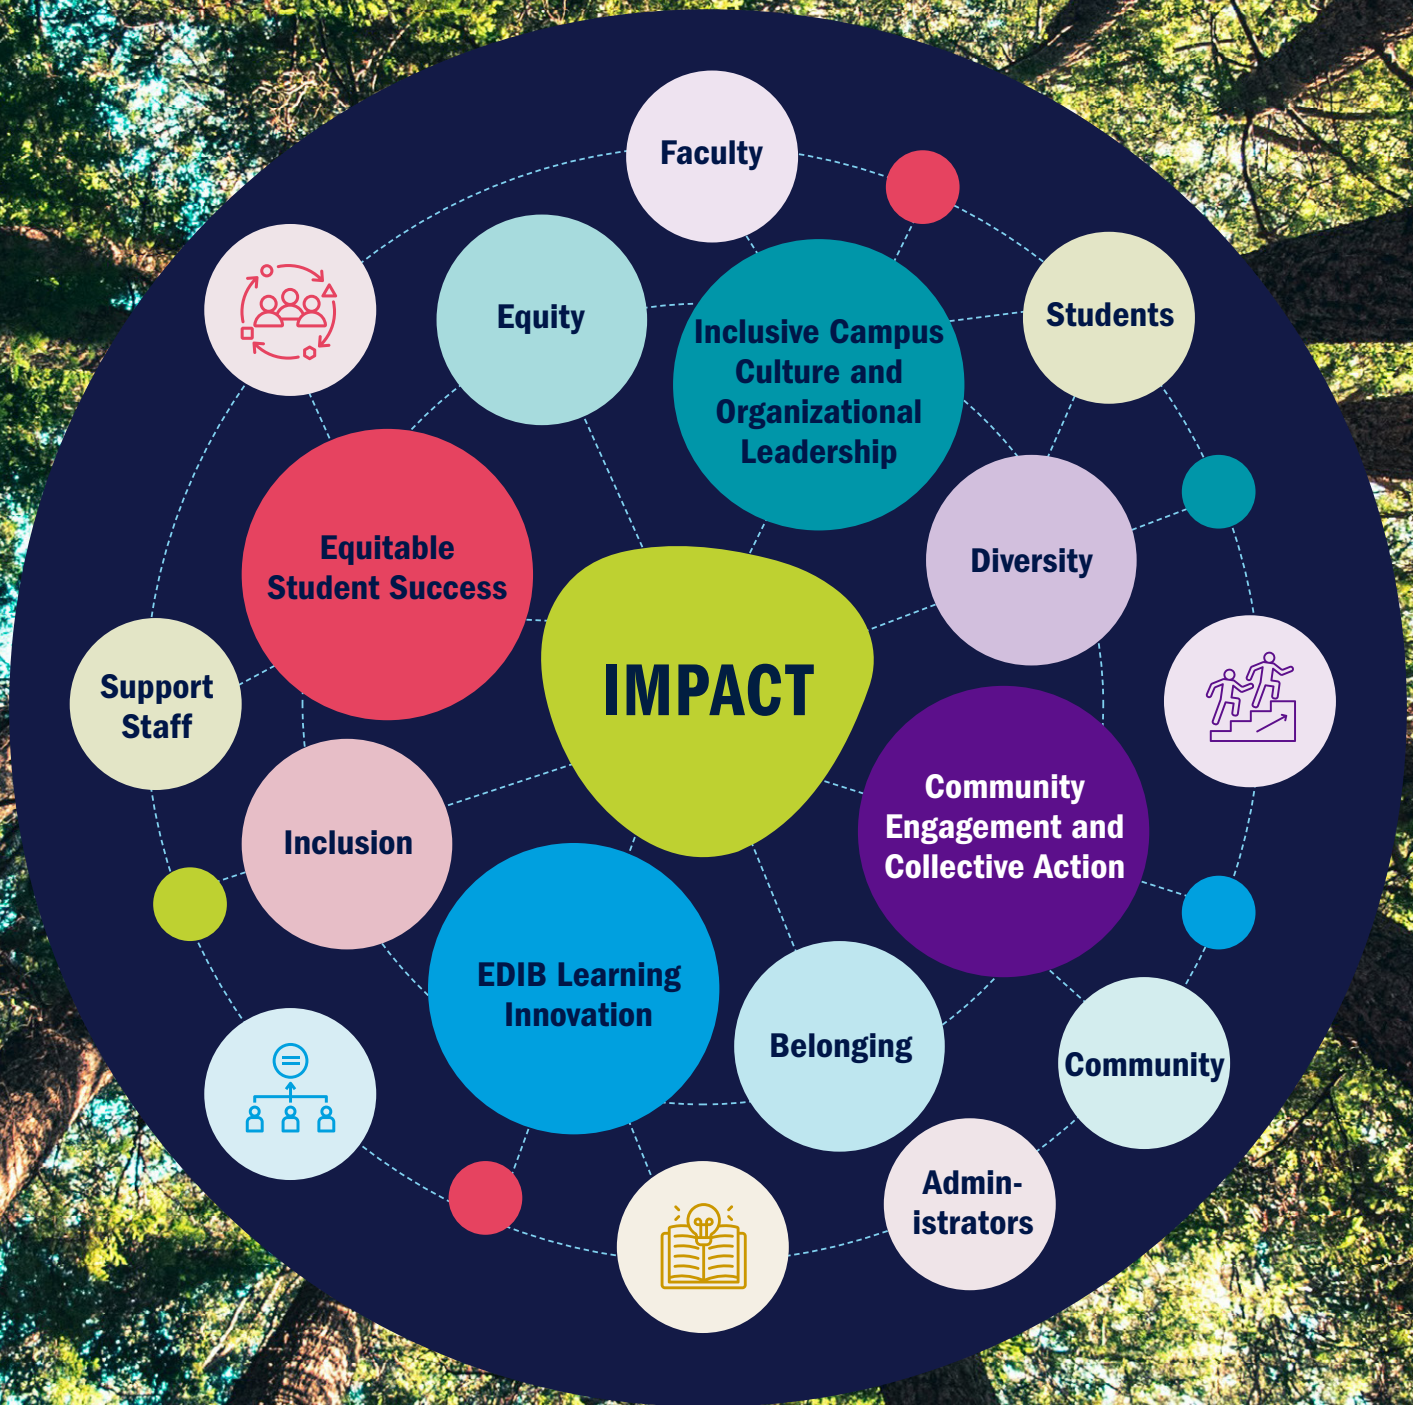 Faculty
Equity
Inclusive Campus
Culture and
Organizational
Leadership
Students
Equitable
Student Success
Diversity
IMPACT
Support
Staff
Community
Engagement and
Collective Action
Inclusion
EDIB Learning
Innovation
Belonging
Community
Admin-
istrators